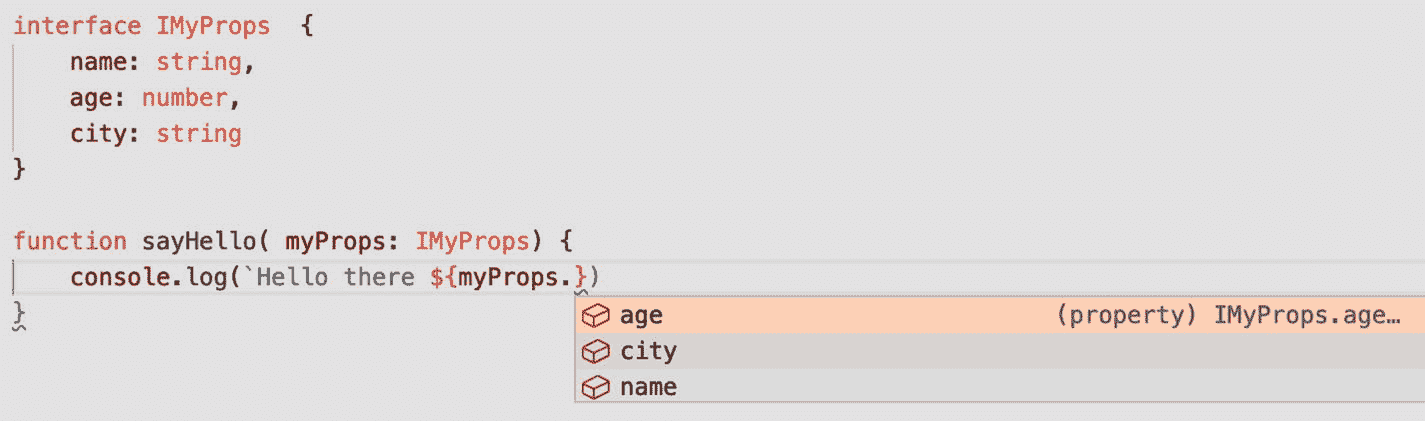 interface IMyProps  {
    name: string,
    age: number,
    city: string
}
function sayHello( myProps: IMyProps) {
    console.log(`Hello there ${myProps.})
}
age (property) IMyProps.age…
city
name